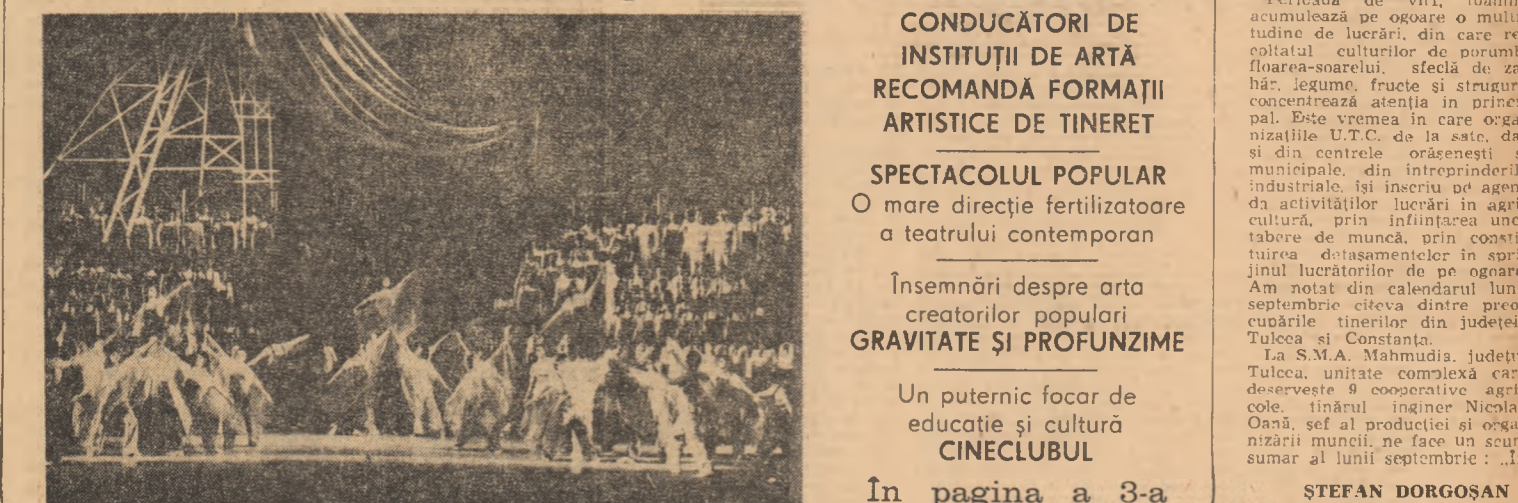 CONDUCĂTORI DE
INSTITUȚII DE ARTĂ
RECOMANDĂ FORMAȚII
ARTISTICE DE TINERET
SPECTACOLUL POPULAR
O mare direcție fertilizatoare
a teatrului contemporan
Însemnări despre arta
creatorilor populari
GRAVITATE ȘI PROFUNZIME
Un puternic focar de
educație și cultură
CINECLUBUL
În pagina a 3-a
acumulează pe ogoare o mul
tudine de lucrări, din care re
coltatul culturilor de porumb
floarea-soarelui, sfeclă de za
hăr, legume, fructe și strugur
concentrează atenția în princi
pal. Este vremea în care orga
nizațiile U.T.C. de la sate, da
și din centrele orășenești ș
municipale, din întreprinderil
industriale, își înscriu pe agen
da activităților lucrări în agri
cultură, prin înființarea uno
tabere de muncă, prin consti
tuirea detașamentelor în spri
jinul lucrătorilor de pe ogoare
Am notat din calendarul luni
septembrie cîteva dintre preo
cupările tinerilor din județel
Tulcea și Constanța.
La S.M.A. Mahmudia, județu
Tulcea, unitate complexă car
deservește 9 cooperative agri
cole, tînărul inginer Nicola
Oană, șef al producției și orga
nizării muncii, ne face un scur
sumar al lunii septembrie : „Î
ȘTEFAN DORGOȘAN